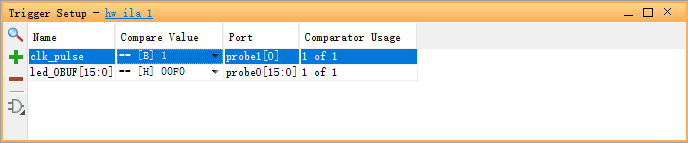 Trigger Setup - hw_ila_1
Name Compare Value Port Comparator Usage
clk_pulse == [B] 1 probe1[0] 1 of 1
led_OBUF[15:0] == [H] 00F0 probe0[15:0] 1 of 1